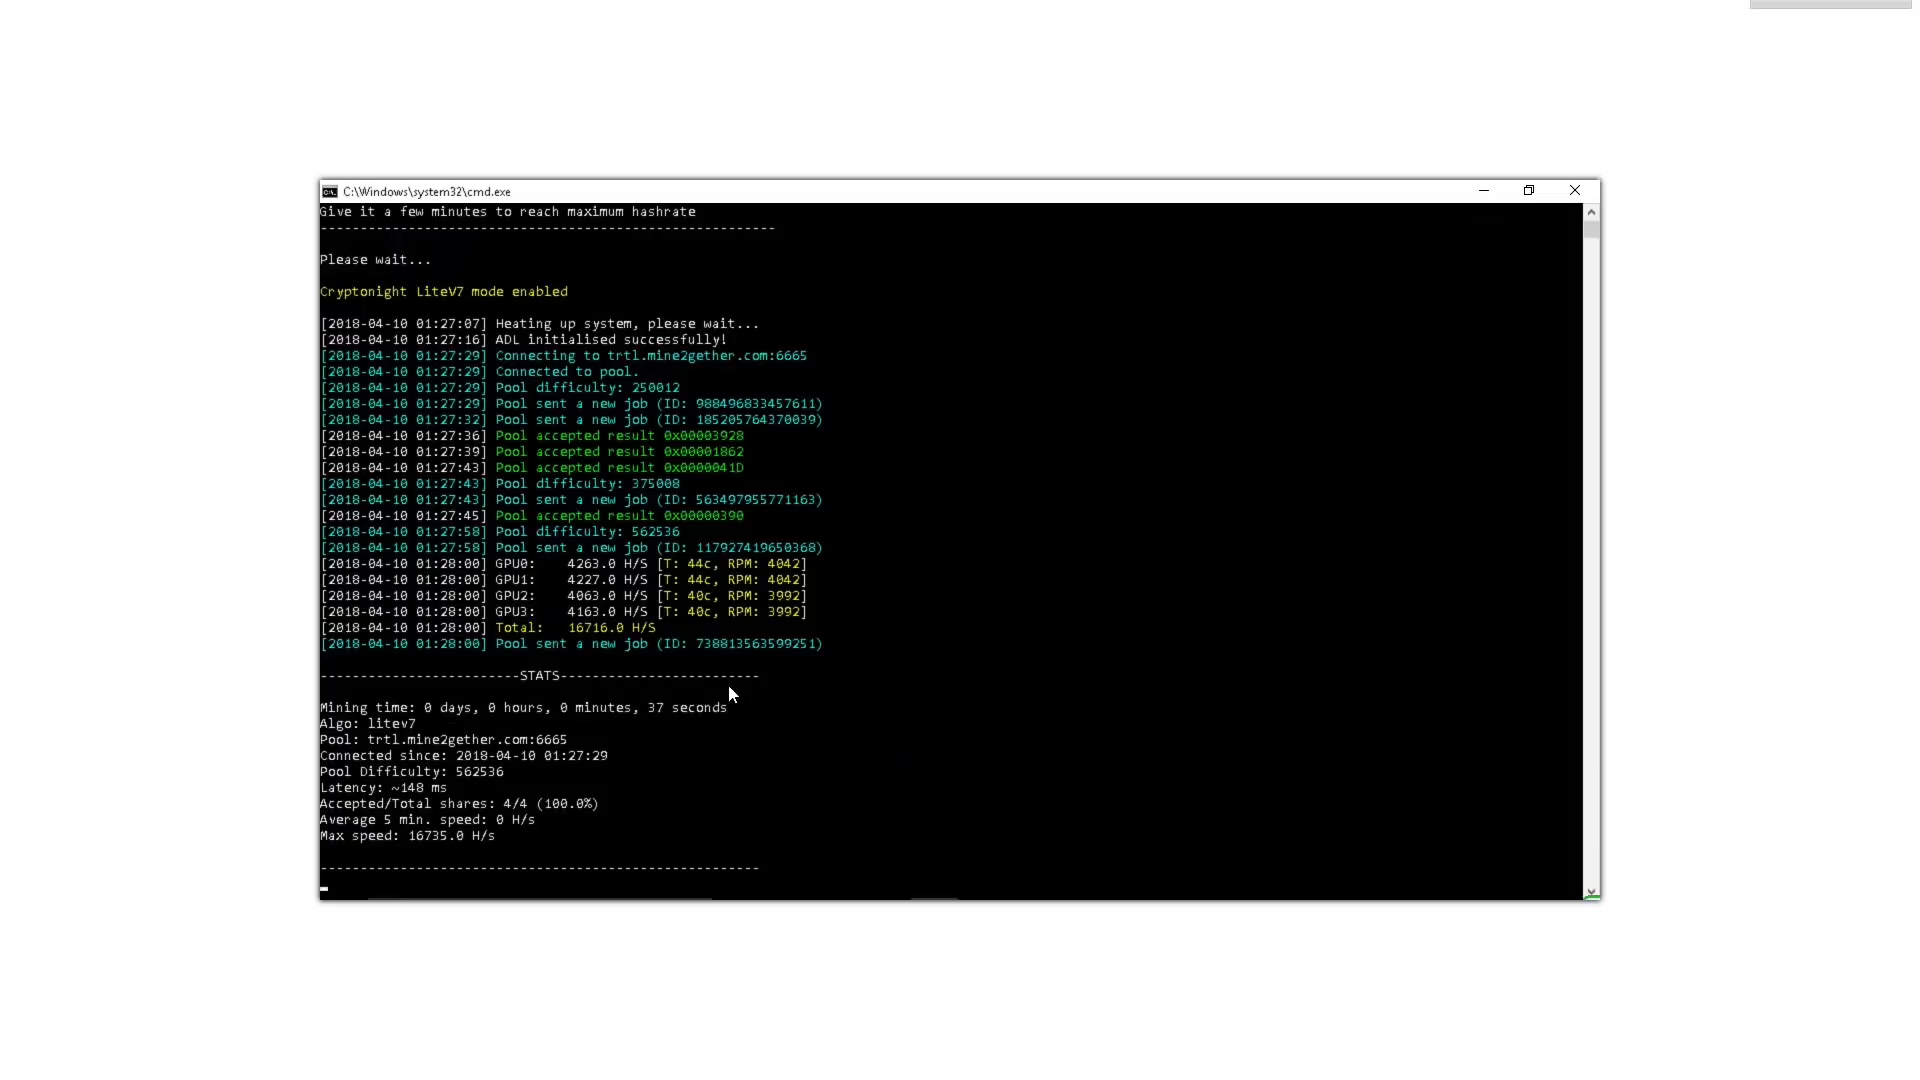 C:\Windows\system32\cmd.exe
Give it a few minutes to reach maximum hashrate
---------------------------------------------------------
Please wait...
Cryptonight LiteV7 mode enabled
[2018-04-10 01:27:07] Heating up system, please wait...
[2018-04-10 01:27:16] ADL initialised successfully!
[2018-04-10 01:27:29] Connecting to trtl.mine2gether.com:6665
[2018-04-10 01:27:29] Connected to pool.
[2018-04-10 01:27:29] Pool difficulty: 250012
[2018-04-10 01:27:29] Pool sent a new job (ID: 988496833457611)
[2018-04-10 01:27:32] Pool sent a new job (ID: 185205764370039)
[2018-04-10 01:27:36] Pool accepted result 0x00003928
[2018-04-10 01:27:39] Pool accepted result 0x00001862
[2018-04-10 01:27:43] Pool accepted result 0x0000041D
[2018-04-10 01:27:43] Pool difficulty: 375008
[2018-04-10 01:27:43] Pool sent a new job (ID: 563497955771163)
[2018-04-10 01:27:45] Pool accepted result 0x00000390
[2018-04-10 01:27:58] Pool difficulty: 562536
[2018-04-10 01:27:58] Pool sent a new job (ID: 117927419650368)
[2018-04-10 01:28:00] GPU0:    4263.0 H/S [T: 44c, RPM: 4042]
[2018-04-10 01:28:00] GPU1:    4227.0 H/S [T: 44c, RPM: 4042]
[2018-04-10 01:28:00] GPU2:    4063.0 H/S [T: 40c, RPM: 3992]
[2018-04-10 01:28:00] GPU3:    4163.0 H/S [T: 40c, RPM: 3992]
[2018-04-10 01:28:00] Total:   16716.0 H/S
[2018-04-10 01:28:00] Pool sent a new job (ID: 738813563599251)
-------------------------STATS-------------------------
Mining time: 0 days, 0 hours, 0 minutes, 37 seconds
Algo: litev7
Pool: trtl.mine2gether.com:6665
Connected since: 2018-04-10 01:27:29
Pool Difficulty: 562536
Latency: ~148 ms
Accepted/Total shares: 4/4 (100.0%)
Average 5 min. speed: 0 H/s
Max speed: 16735.0 H/s
-------------------------------------------------------